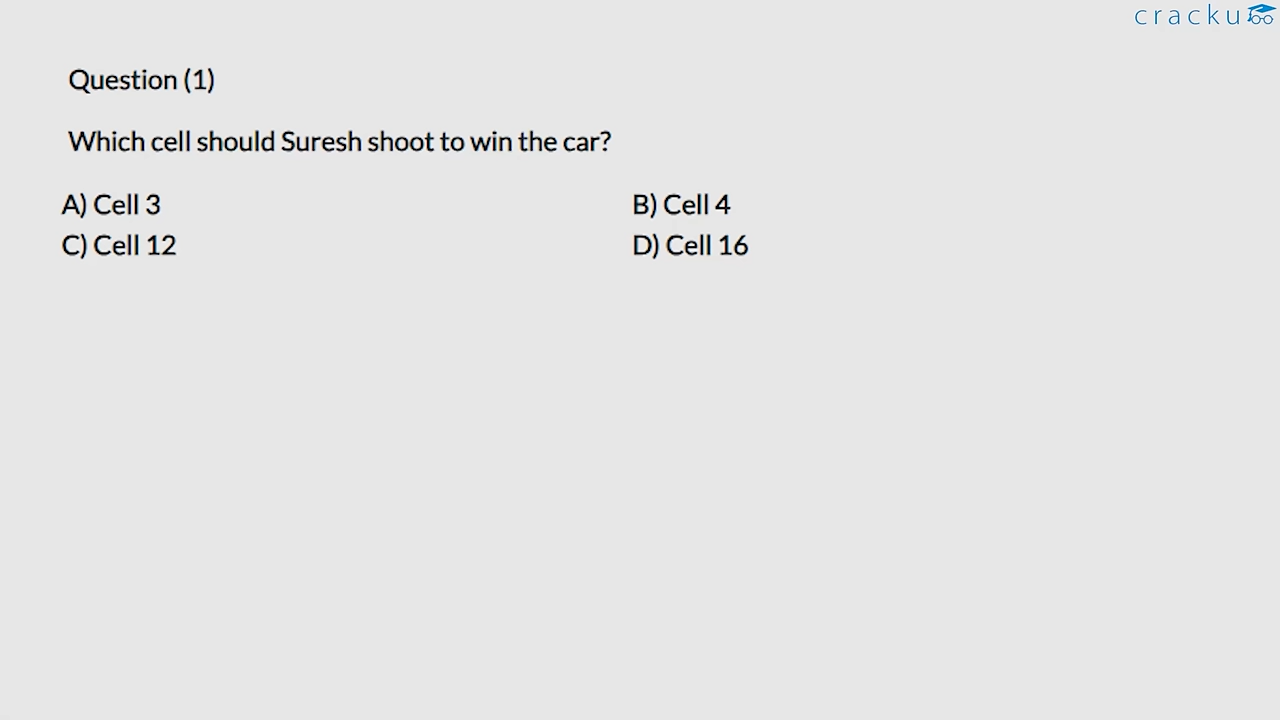 cracku
Question (1)
Which cell should Suresh shoot to win the car?
A) Cell 3 B) Cell 4
C) Cell 12 D) Cell 16